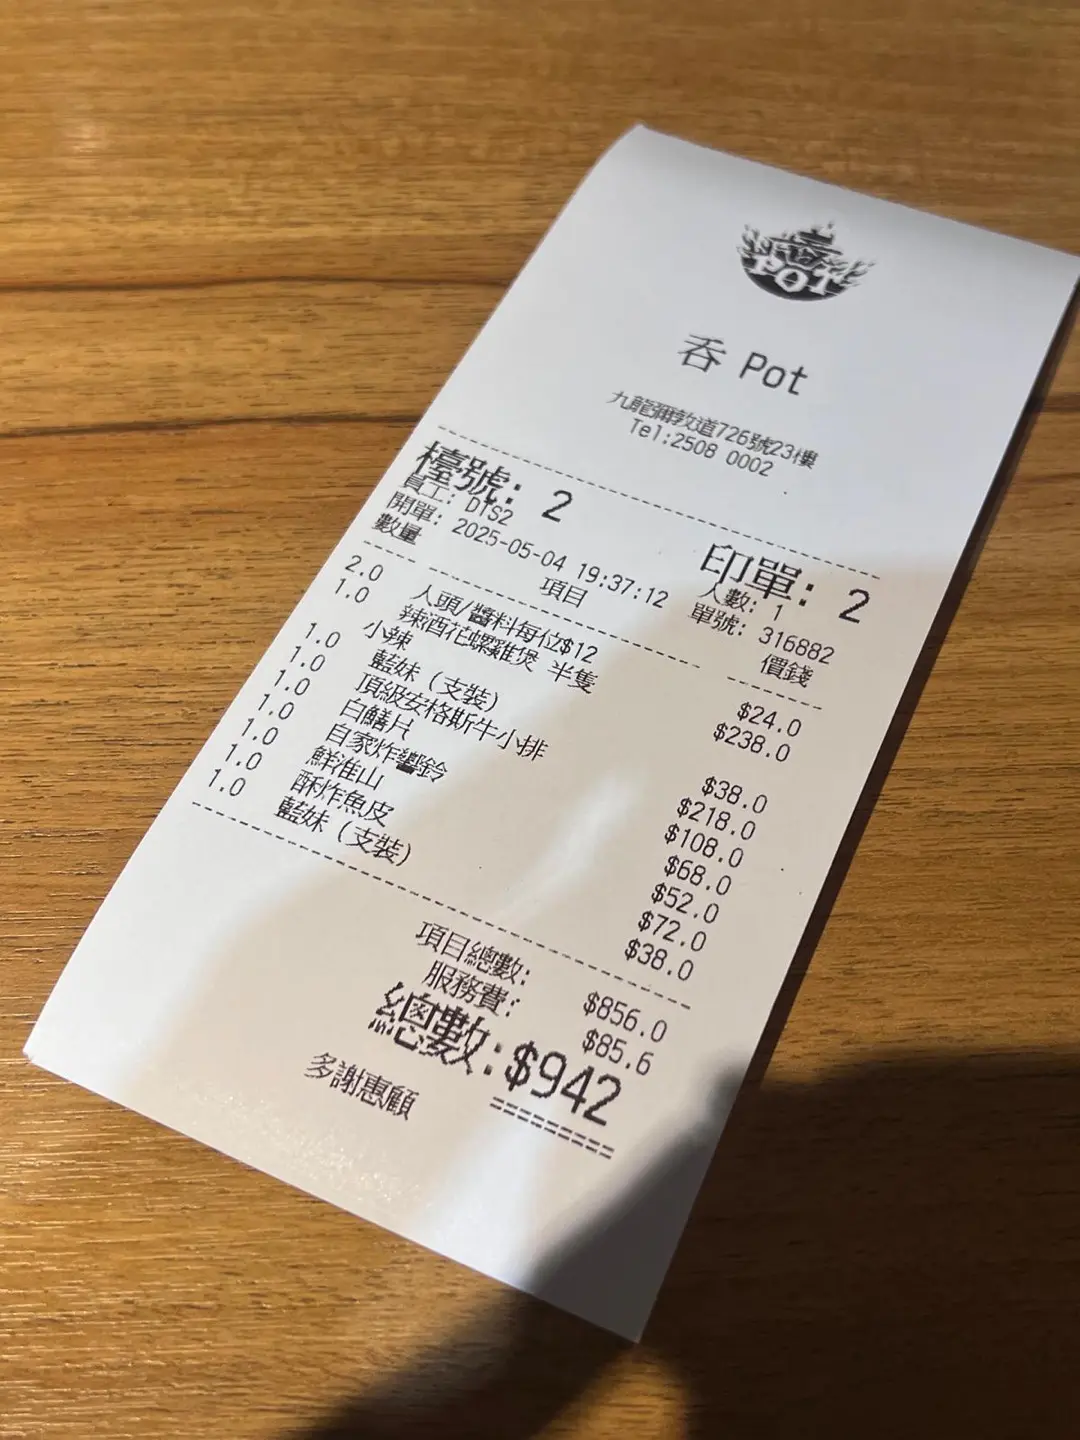 POT
吞 Pot
九龍彌敦道726號23樓
Tel:2508 0002
檯號: 2 印單: 2
員工: DTS2 人數: 1
開單: 2025-05-04 19:37:12 單號: 316882
數量 項目 價錢
2.0 人頭/醬料每位$12 $24.0
1.0 辣酒花螺雞煲 半隻 $238.0
小辣
1.0 藍妹(支裝) $38.0
1.0 頂級安格斯牛小排 $218.0
1.0 白鱔片 $108.0
1.0 自家炸響鈴 $68.0
1.0 鮮淮山 $52.0
1.0 酥炸魚皮 $72.0
1.0 藍妹(支裝) $38.0
項目總數: $856.0
服務費: $85.6
總數:$942
多謝惠顧